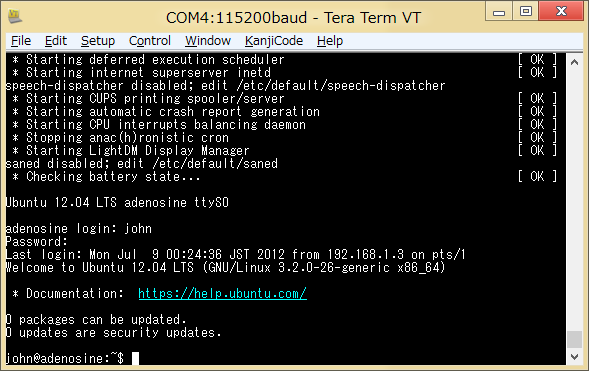 COM4:115200baud - Tera Term VT
File Edit Setup Control Window KanjiCode Help
* Starting deferred execution scheduler [ OK ]
* Starting internet superserver inetd [ OK ]
speech-dispatcher disabled; edit /etc/default/speech-dispatcher
* Starting CUPS printing spooler/server [ OK ]
* Starting automatic crash report generation [ OK ]
* Starting CPU interrupts balancing daemon [ OK ]
* Stopping anac(h)ronistic cron [ OK ]
* Starting LightDM Display Manager [ OK ]
saned disabled; edit /etc/default/saned
* Checking battery state... [ OK ]
Ubuntu 12.04 LTS adenosine ttyS0
adenosine login: john
Password:
Last login: Mon Jul  9 00:24:36 JST 2012 from 192.168.1.3 on pts/1
Welcome to Ubuntu 12.04 LTS (GNU/Linux 3.2.0-26-generic x86_64)
* Documentation:  https://help.ubuntu.com/
0 packages can be updated.
0 updates are security updates.
john@adenosine:~$